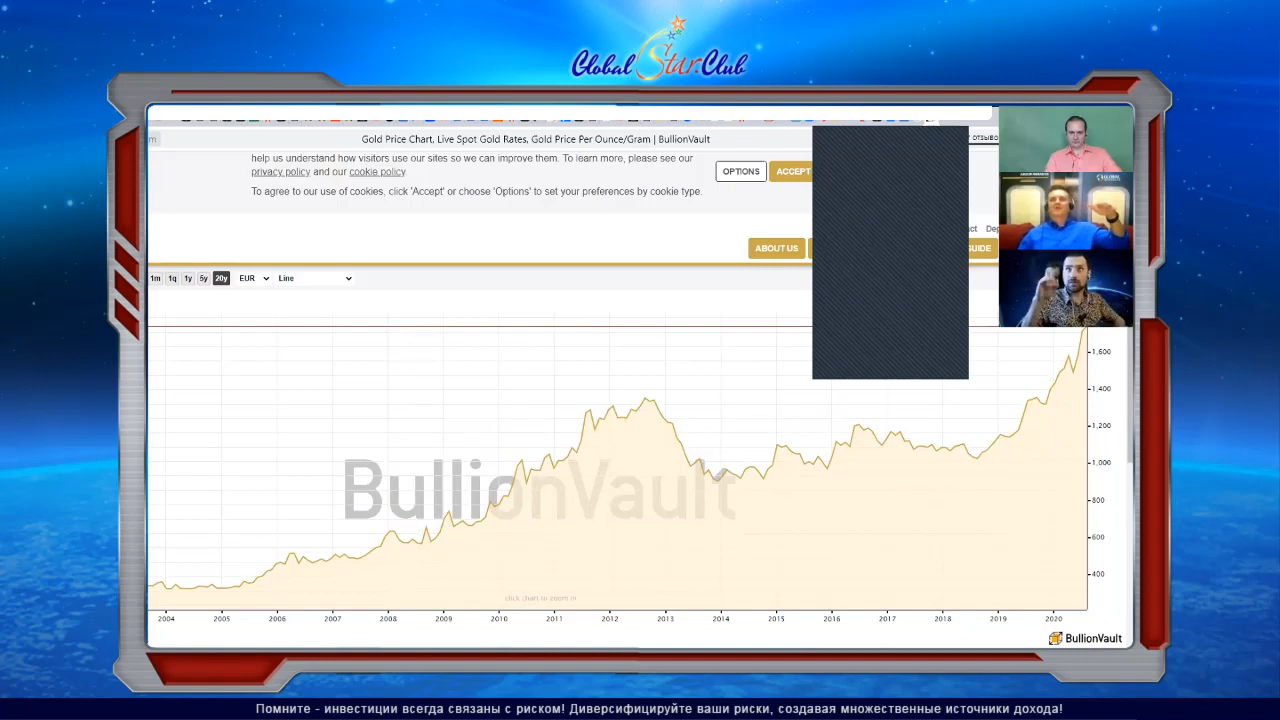 Global Star.Club
Gold Price Chart, Live Spot Gold Rates, Gold Price Per Ounce/Gram | BullionVault
help us understand how visitors use our sites so we can improve them. To learn more, please see our
privacy policy and our cookie policy.
To agree to our use of cookies, click 'Accept' or choose 'Options' to set your preferences by cookie type.
OPTIONS
ACCEPT
ABOUT US
1m 1q 1y 5y 20y EUR Line
1,600
1,400
1,200
1,000
800
600
400
BullionVault
click chart to zoom in
2004 2005 2006 2007 2008 2009 2010 2011 2012 2013 2014 2015 2016 2017 2018 2019 2020
BullionVault
Помните - инвестиции всегда связаны с риском! Диверсифицируйте ваши риски, создавая множественные источники дохода!